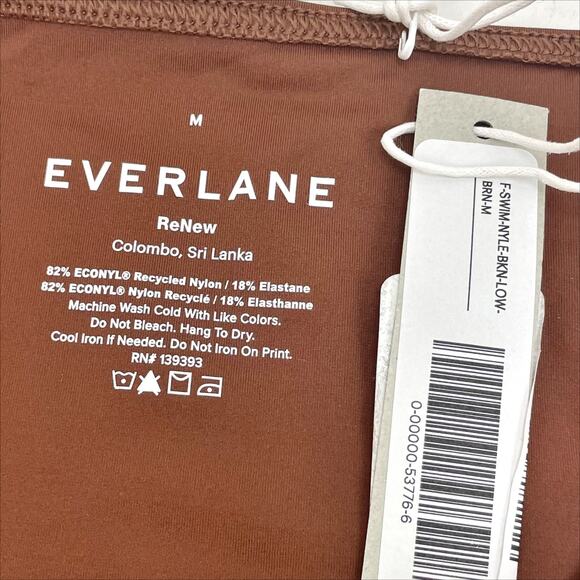 M
EVERLANE
ReNew
Colombo, Sri Lanka
82% ECONYL® Recycled Nylon / 18% Elastane
82% ECONYL® Nylon Recyclé / 18% Elasthanne
Machine Wash Cold With Like Colors.
Do Not Bleach. Hang To Dry.
Cool Iron If Needed. Do Not Iron On Print.
RN# 139393
F-SWIM-NYLE-BKN-LOW-
BRN-M
0-00000-53776-6